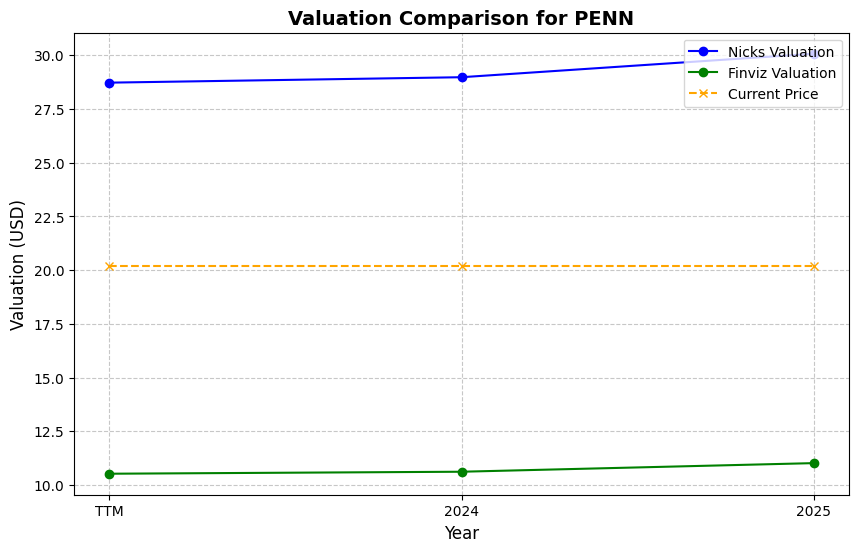 Valuation Comparison for PENN
Nicks Valuation
Finviz Valuation
Current Price
Valuation (USD)
30.0
27.5
25.0
22.5
20.0
17.5
15.0
12.5
10.0
TTM
2024
2025
Year